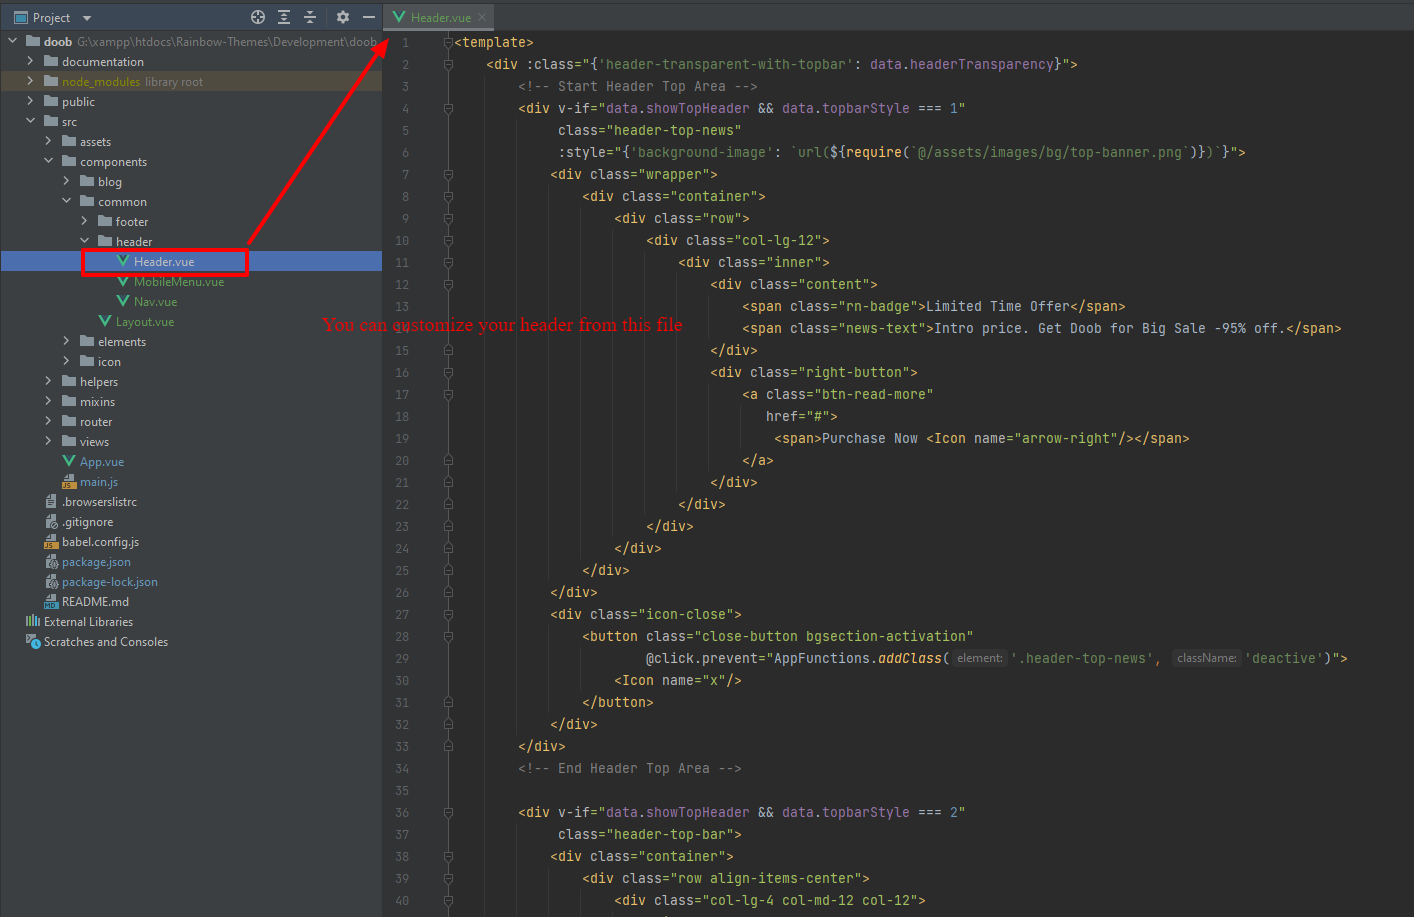 Project
Header.vue
doob G:\xampp\htdocs\Rainbow-Themes\Development\doob
documentation
node_modules library root
public
src
assets
components
blog
common
footer
header
Header.vue
MobileMenu.vue
Nav.vue
Layout.vue
elements
icon
helpers
mixins
router
views
App.vue
main.js
.browserslistrc
.gitignore
babel.config.js
package.json
package-lock.json
README.md
External Libraries
Scratches and Consoles
You can customize your header from this file
1 <template>
2 <div :class="{'header-transparent-with-topbar': data.headerTransparency}">
3 <!-- Start Header Top Area -->
4 <div v-if="data.showTopHeader && data.topbarStyle === 1"
5 class="header-top-news"
6 :style="{'background-image': `url(${require(`@/assets/images/bg/top-banner.png`)})`}">
7 <div class="wrapper">
8 <div class="container">
9 <div class="row">
10 <div class="col-lg-12">
11 <div class="inner">
12 <div class="content">
13 <span class="rn-badge">Limited Time Offer</span>
14 <span class="news-text">Intro price. Get Doob for Big Sale -95% off.</span>
15 </div>
16 <div class="right-button">
17 <a class="btn-read-more"
18 href="#">
19 <span>Purchase Now <Icon name="arrow-right"/></span>
20 </a>
21 </div>
22 </div>
23 </div>
24 </div>
25 </div>
26 </div>
27 <div class="icon-close">
28 <button class="close-button bgsection-activation"
29 @click.prevent="AppFunctions.addClass( element: '.header-top-news', className: 'deactive')">
30 <Icon name="x"/>
31 </button>
32 </div>
33 </div>
34 <!-- End Header Top Area -->
35
36 <div v-if="data.showTopHeader && data.topbarStyle === 2"
37 class="header-top-bar">
38 <div class="container">
39 <div class="row align-items-center">
40 <div class="col-lg-4 col-md-12 col-12">